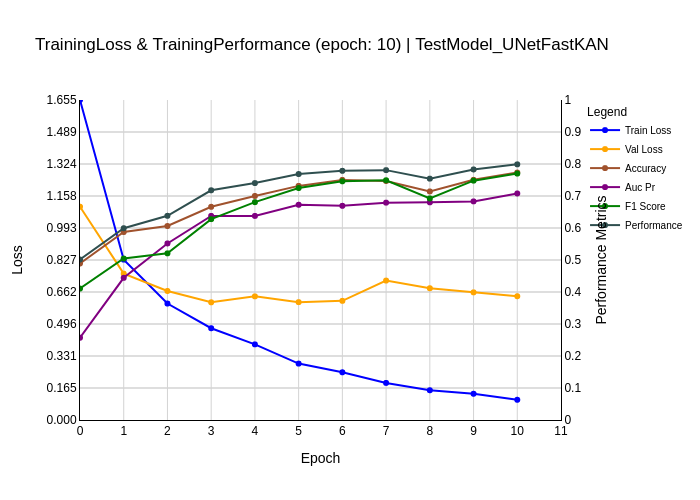 TrainingLoss & TrainingPerformance (epoch: 10) | TestModel_UNetFastKAN
1.655
1.489
1.324
1.158
0.993
0.827
0.662
0.496
0.331
0.165
0.000
Loss
0 1 2 3 4 5 6 7 8 9 10 11
Epoch
1
0.9
0.8
0.7
0.6
0.5
0.4
0.3
0.2
0.1
0
Performance Metrics
Legend
Train Loss
Val Loss
Accuracy
Auc Pr
F1 Score
Performance